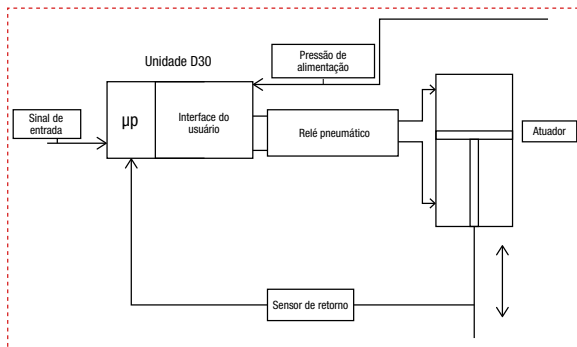 Unidade D30
Pressão de
alimentação
Sinal de
entrada
µp
Interface do
usuário
Relé pneumático
Atuador
Sensor de retorno